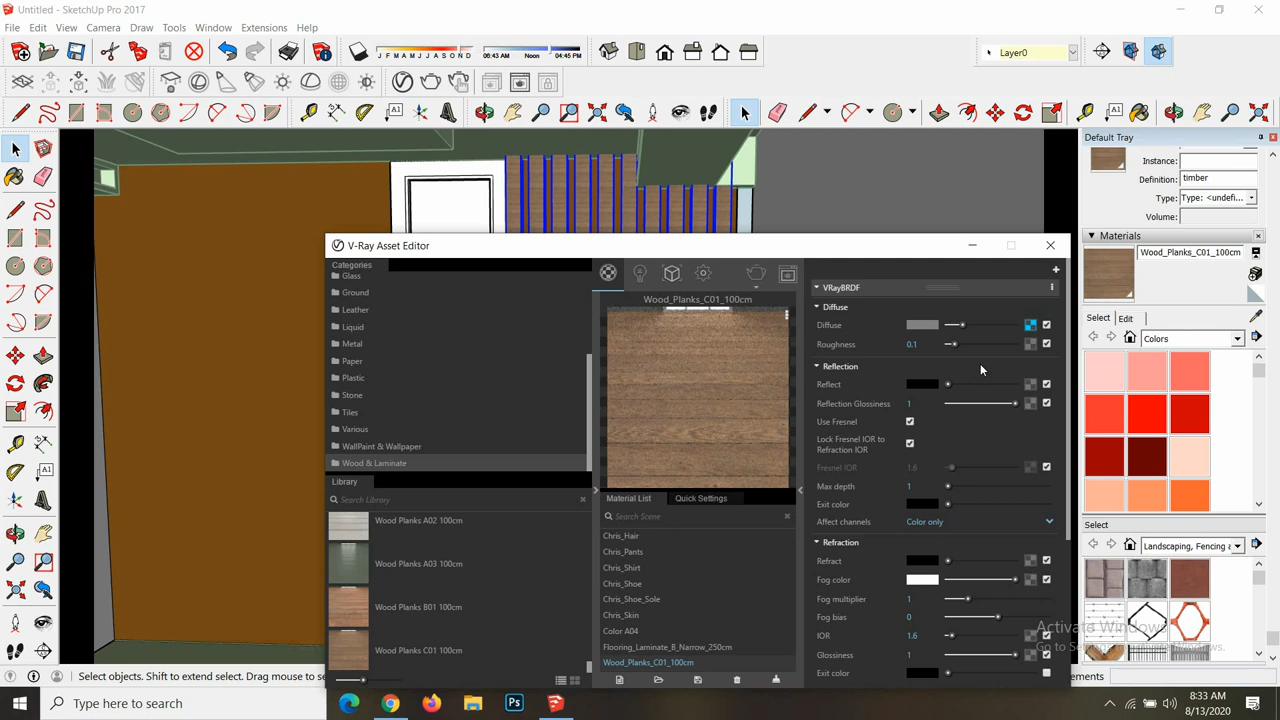 Untitled - SketchUp Pro 2017
File Edit View Camera Draw Tools Window Extensions Help
J F M A M J J A S O N D
06:43 AM Noon 04:45 PM
Layer0
Default Tray
Instance:
Definition: timber
Type: Type: <undefi...
Volume:
Materials
Wood_Planks_C01_100cm
Select Edit
Colors
Select
Landscaping, Fencing a
V-Ray Asset Editor
Categories
Glass
Ground
Leather
Liquid
Metal
Paper
Plastic
Stone
Tiles
Various
WallPaint & Wallpaper
Wood & Laminate
Library
Search Library
Wood Planks A02 100cm
Wood Planks A03 100cm
Wood Planks B01 100cm
Wood Planks C01 100cm
Wood_Planks_C01_100cm
Material List Quick Settings
Search Scene
Chris_Hair
Chris_Pants
Chris_Shirt
Chris_Shoe
Chris_Shoe_Sole
Chris_Skin
Color A04
Flooring_Laminate_B_Narrow_250cm
Wood_Planks_C01_100cm
VRayBRDF
Diffuse
Diffuse
Roughness 0.1
Reflection
Reflect
Reflection Glossiness 1
Use Fresnel
Lock Fresnel IOR to
Refraction IOR
Fresnel IOR 1.6
Max depth 1
Exit color
Affect channels Color only
Refraction
Refract
Fog color
Fog multiplier 1
Fog bias 0
IOR 1.6
Glossiness 1
Exit color
Activate Windows
Select objects. Shift to extend select. Drag mouse to
ements
Type here to search
8:33 AM
8/13/2020